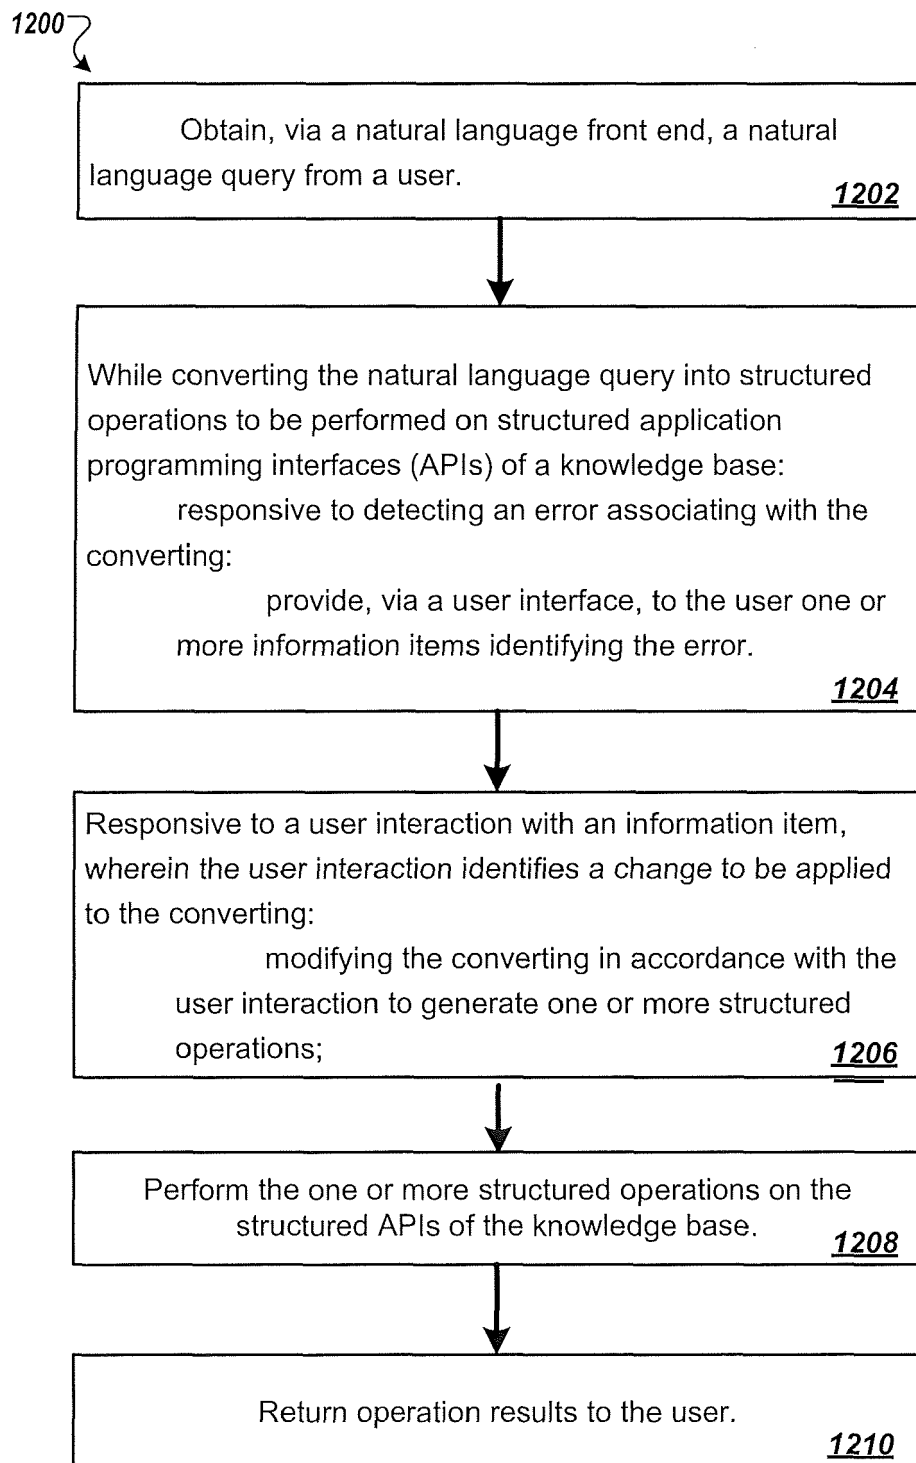 1200
Obtain, via a natural language front end, a natural
language query from a user.
1202
While converting the natural language query into structured
operations to be performed on structured application
programming interfaces (APIs) of a knowledge base:
responsive to detecting an error associating with the
converting:
provide, via a user interface, to the user one or
more information items identifying the error.
1204
Responsive to a user interaction with an information item,
wherein the user interaction identifies a change to be applied
to the converting:
modifying the converting in accordance with the
user interaction to generate one or more structured
operations;
1206
Perform the one or more structured operations on the
structured APIs of the knowledge base.
1208
Return operation results to the user.
1210